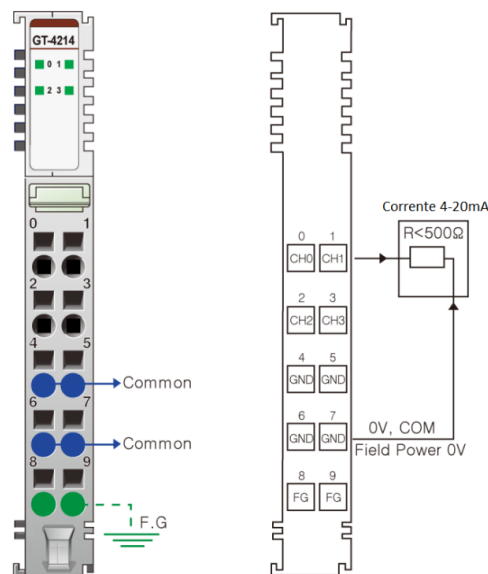 GT-4214
0 1
2 3
0 1
2 3
4 5
Common
6 7
Common
8 9
F.G
Corrente 4-20mA
R<500Ω
0 1
CH0 CH1
2 3
CH2 CH3
4 5
GND GND
6 7
GND GND
0V, COM
Field Power 0V
8 9
FG FG